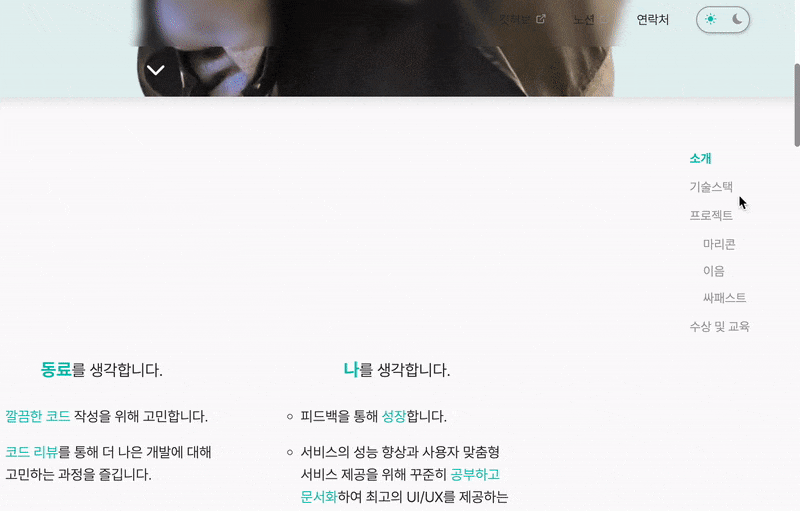 노션
연락처
소개
기술스택
프로젝트
마리콘
이음
싸패스트
수상 및 교육
동료를 생각합니다.
깔끔한 코드 작성을 위해 고민합니다.
코드 리뷰를 통해 더 나은 개발에 대해
고민하는 과정을 즐깁니다.
나를 생각합니다.
피드백을 통해 성장합니다.
서비스의 성능 향상과 사용자 맞춤형
서비스 제공을 위해 꾸준히 공부하고
문서화하여 최고의 UI/UX를 제공하는